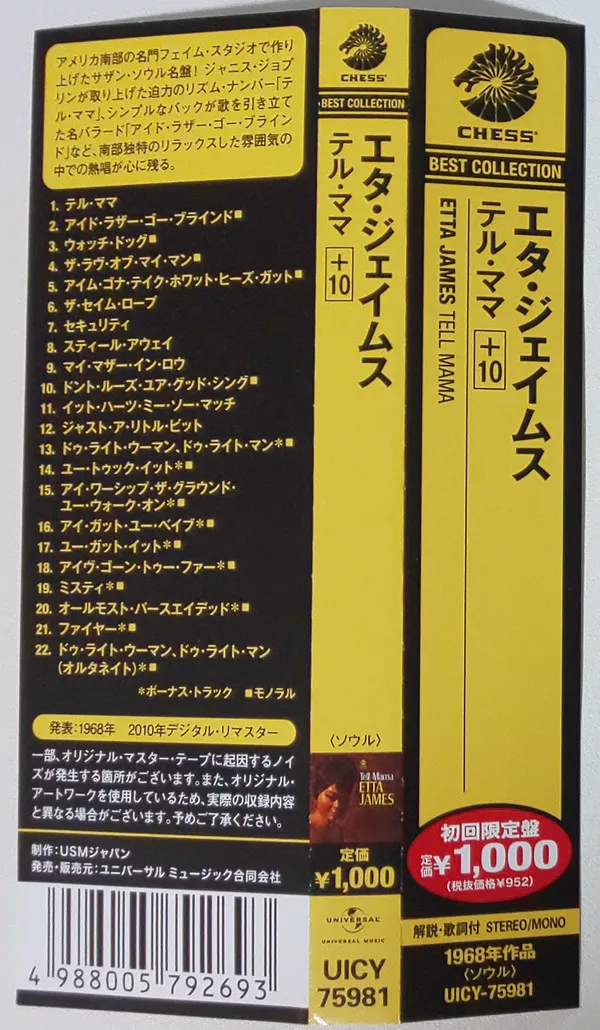 アメリカ南部の名門フェイム・スタジオで作り
上げたサザン・ソウル名盤!ジャニス・ジョプ
リンが取り上げた迫力のリズム・ナンバー「テ
ル・ママ」、シンプルなバックが歌を引き立て
た名バラード「アイド・ラザー・ゴー・ブライン
ド」など、南部独特のリラックスした雰囲気の
中での熱唱が心に残る。
1. テル・ママ
2. アイド・ラザー・ゴー・ブラインド■
3. ウォッチ・ドッグ■
4. ザ・ラヴ・オブ・マイ・マン■
5. アイム・ゴナ・テイク・ホワット・ヒーズ・ガット■
6. ザ・セイム・ロープ
7. セキュリティ
8. スティール・アウェイ
9. マイ・マザー・イン・ロウ
10. ドント・ルーズ・ユア・グッド・シング■
11. イット・ハーツ・ミー・ソー・マッチ
12. ジャスト・ア・リトル・ビット
13. ドゥ・ライト・ウーマン、ドゥ・ライト・マン*■
14. ユー・トゥック・イット*■
15. アイ・ワーシップ・ザ・グラウンド・
ユー・ウォーク・オン*■
16. アイ・ガット・ユー・ベイブ*■
17. ユー・ガット・イット*■
18. アイヴ・ゴーン・トゥー・ファー*■
19. ミスティ*■
20. オールモスト・パースエイデッド*■
21. ファイヤー*■
22. ドゥ・ライト・ウーマン、ドゥ・ライト・マン
(オルタネイト)*■
*ボーナス・トラック ■モノラル
発表:1968年 2010年デジタル・リマスター
一部、オリジナル・マスター・テープに起因するノイ
ズが発生する箇所がございます。また、オリジナル・
アートワークを使用しているため、実際の収録内容
と異なる場合がございます。予めご了承ください。
制作:USMジャパン
発売・販売元:ユニバーサル ミュージック合同会社
4 988005 792693
CHESS
BEST COLLECTION
エタ・ジェイムス
テル・ママ +10
〈ソウル〉
Tell Mama
ETTA
JAMES
定価
¥1,000
UNIVERSAL
UNIVERSAL MUSIC
UICY
75981
CHESS
BEST COLLECTION
エタ・ジェイムス
テル・ママ +10
ETTA JAMES TELL MAMA
初回限定盤
定価¥1,000
(税抜価格¥952)
解説・歌詞付 STEREO/MONO
1968年作品
〈ソウル〉
UICY-75981